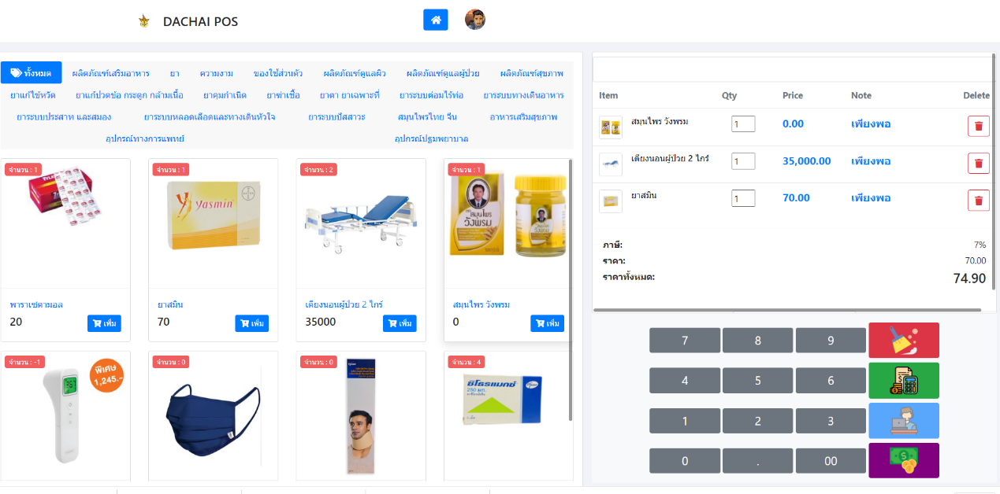 DACHAI POS
ทั้งหมด ผลิตภัณฑ์เสริมอาหาร ยา ความงาม ของใช้ส่วนตัว ผลิตภัณฑ์ดูแลผิว ผลิตภัณฑ์ดูแลผู้ป่วย ผลิตภัณฑ์สุขภาพ
ยาแก้ไข้หวัด ยาแก้ปวดข้อ กระดูก กล้ามเนื้อ ยาคุมกำเนิด ยาฆ่าเชื้อ ยาตา ยาเฉพาะที่ ยาระบบต่อมไร้ท่อ ยาระบบทางเดินอาหาร
ยาระบบประสาท และสมอง ยาระบบหลอดเลือดและทางเดินหัวใจ ยาระบบปัสสาวะ สมุนไพรไทย จีน อาหารเสริมสุขภาพ
อุปกรณ์ทางการแพทย์ อุปกรณ์ปฐมพยาบาล
จำนวน : 1 จำนวน : 1 จำนวน : 2 จำนวน : 1
Yasmin
สมุนไพร
วังพรม
พาราเซตามอล ยาสมิน เตียงนอนผู้ป่วย 2 ไกร์ สมุนไพร วังพรม
20 เพิ่ม 70 เพิ่ม 35000 เพิ่ม 0 เพิ่ม
จำนวน : -1 จำนวน : 0 จำนวน : 0 จำนวน : 4
พิเศษ
1,245.-
ซิโธรแมกซ์
250 มก.
Pfizer
Item Qty Price Note Delete
สมุนไพร วังพรม 1 0.00 เพียงพอ
เตียงนอนผู้ป่วย 2 ไกร์ 1 35,000.00 เพียงพอ
ยาสมิน 1 70.00 เพียงพอ
ภาษี: 7%
ราคา: 70.00
ราคาทั้งหมด: 74.90
7 8 9
4 5 6
1 2 3
0 . 00